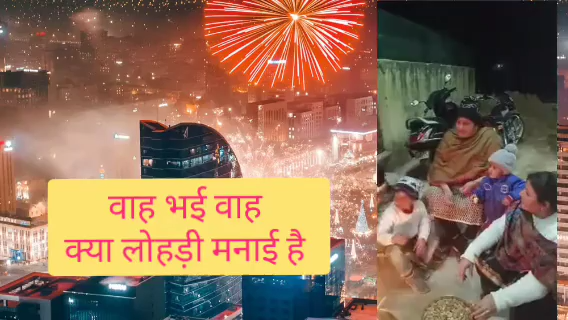 वाह भई वाह
क्या लोहड़ी मनाई है